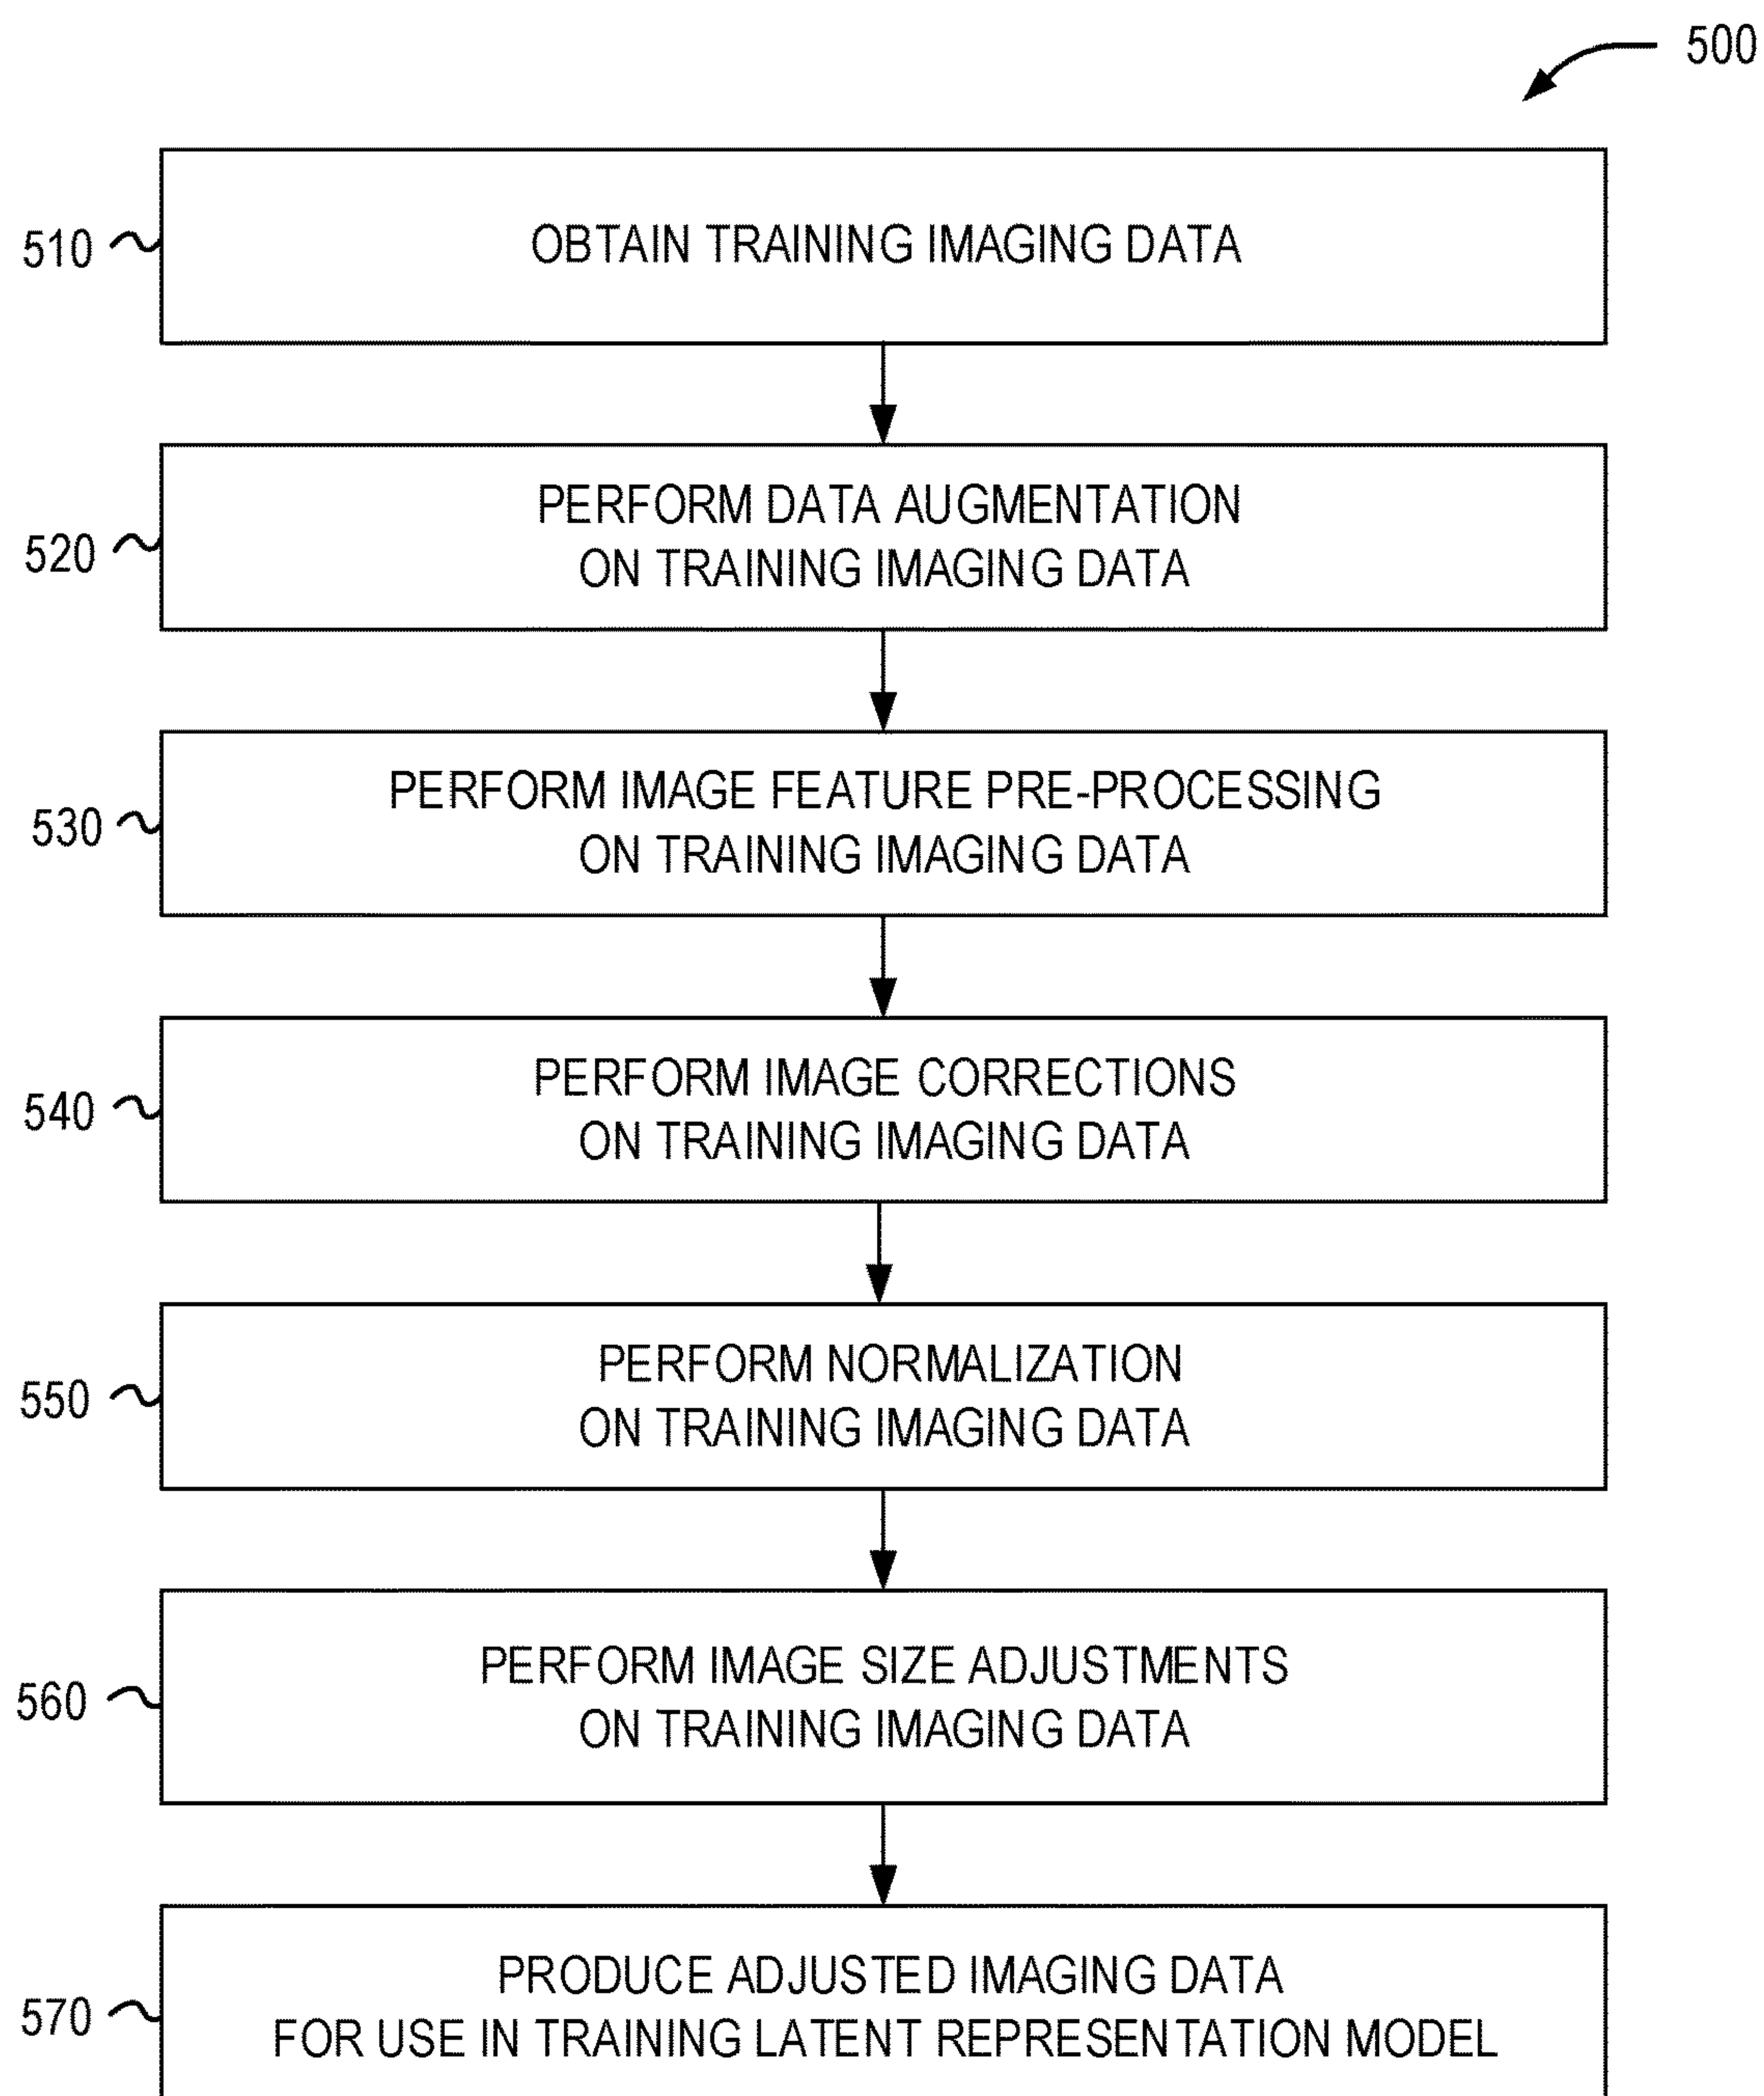 500
510
OBTAIN TRAINING IMAGING DATA
520
PERFORM DATA AUGMENTATION
ON TRAINING IMAGING DATA
530
PERFORM IMAGE FEATURE PRE-PROCESSING
ON TRAINING IMAGING DATA
540
PERFORM IMAGE CORRECTIONS
ON TRAINING IMAGING DATA
550
PERFORM NORMALIZATION
ON TRAINING IMAGING DATA
560
PERFORM IMAGE SIZE ADJUSTMENTS
ON TRAINING IMAGING DATA
570
PRODUCE ADJUSTED IMAGING DATA
FOR USE IN TRAINING LATENT REPRESENTATION MODEL